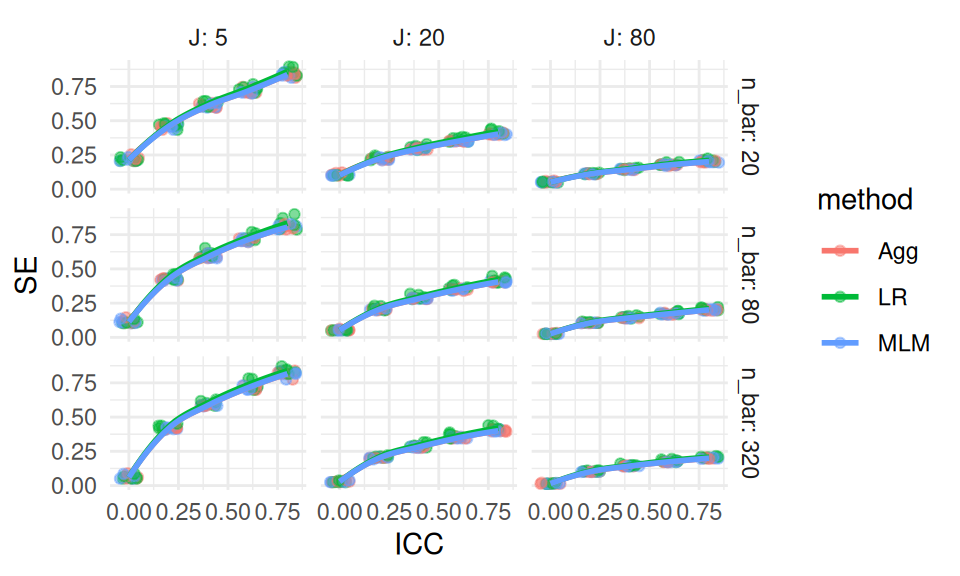 J: 5 J: 20 J: 80
0.75
0.50
0.25
0.00
n_bar: 20
0.75
0.50
0.25
0.00
n_bar: 80
0.75
0.50
0.25
0.00
n_bar: 320
SE
0.00 0.25 0.50 0.75 0.00 0.25 0.50 0.75 0.00 0.25 0.50 0.75
ICC
method
Agg
LR
MLM